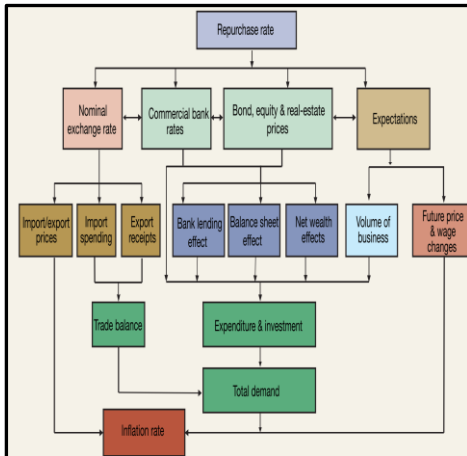 Repurchase rate
Nominal
exchange rate
Commercial bank
rates
Bond, equity & real-estate
prices
Expectations
Import/export
prices
Import
spending
Export
receipts
Bank lending
effect
Balance sheet
effect
Net wealth
effects
Volume of
business
Future price
& wage
changes
Trade balance
Expenditure & investment
Total demand
Inflation rate